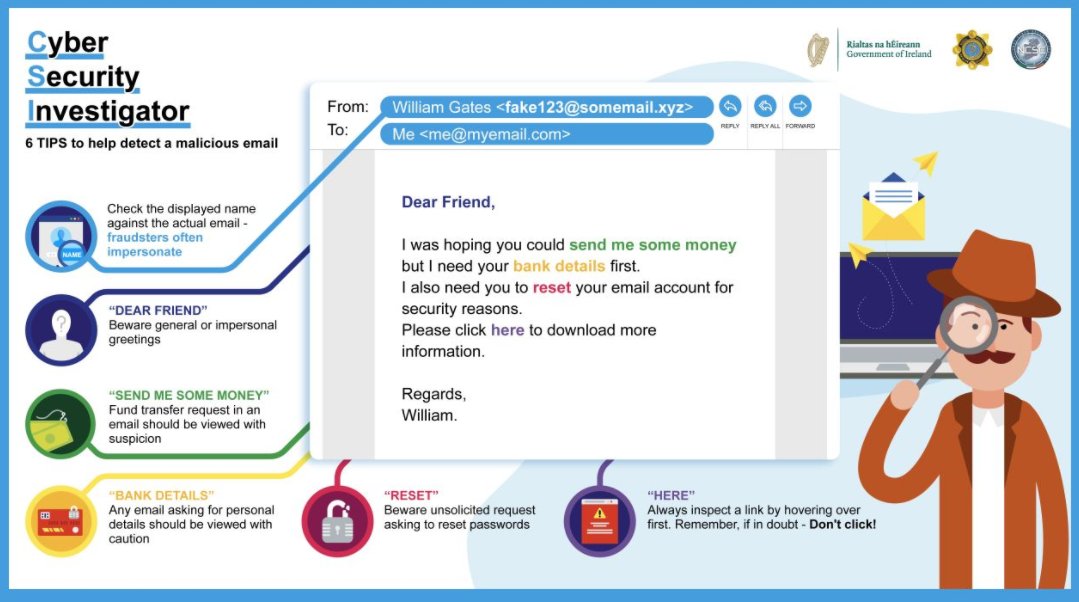 Cyber
Security
Investigator
6 TIPS to help detect a malicious email
Rialtas na hÉireann
Government of Ireland
NCSC
From: William Gates <fake123@somemail.xyz>
To: Me <me@myemail.com>
REPLY
REPLY ALL
FORWARD
Dear Friend,
I was hoping you could send me some money
but I need your bank details first.
I also need you to reset your email account for
security reasons.
Please click here to download more
information.
Regards,
William.
NAME
Check the displayed name
against the actual email -
fraudsters often
impersonate
“DEAR FRIEND”
Beware general or impersonal
greetings
“SEND ME SOME MONEY”
Fund transfer request in an
email should be viewed with
suspicion
“BANK DETAILS”
Any email asking for personal
details should be viewed with
caution
“RESET”
Beware unsolicited request
asking to reset passwords
“HERE”
Always inspect a link by hovering over
first. Remember, if in doubt - Don't click!